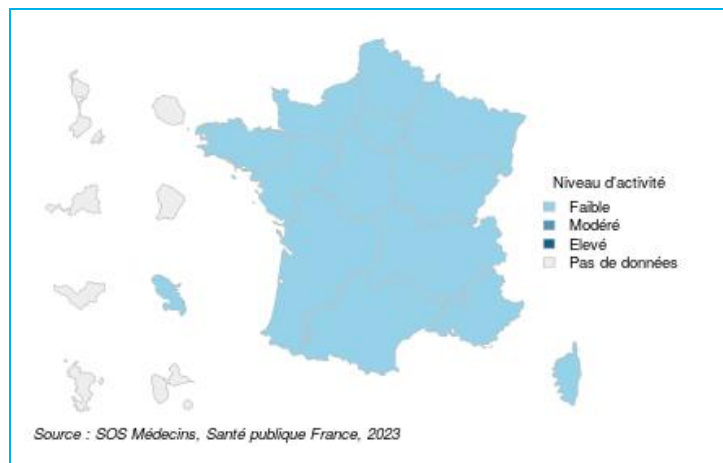 Niveau d'activité
Faible
Modéré
Elevé
Pas de données
Source : SOS Médecins, Santé publique France, 2023